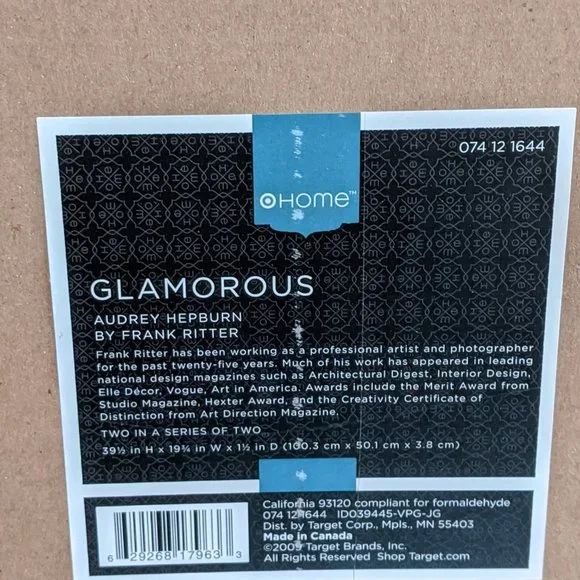 074 12 1644
HOMe™
GLAMOROUS
AUDREY HEPBURN
BY FRANK RITTER
Frank Ritter has been working as a professional artist and photographer
for the past twenty-five years. Much of his work has appeared in leading
national design magazines such as Architectural Digest, Interior Design,
Elle Décor, Vogue, Art in America. Awards include the Merit Award from
Studio Magazine, Hexter Award, and the Creativity Certificate of
Distinction from Art Direction Magazine.
TWO IN A SERIES OF TWO
39½ in H x 19¾ in W x 1½ in D (100.3 cm x 50.1 cm x 3.8 cm)
California 93120 compliant for formaldehyde
074 12 1644 ID039445-VPG-JG
Dist. by Target Corp., Mpls., MN 55403
Made in Canada
©2009 Target Brands, Inc.
All Rights Reserved Shop Target.com
6 29268 17963 3